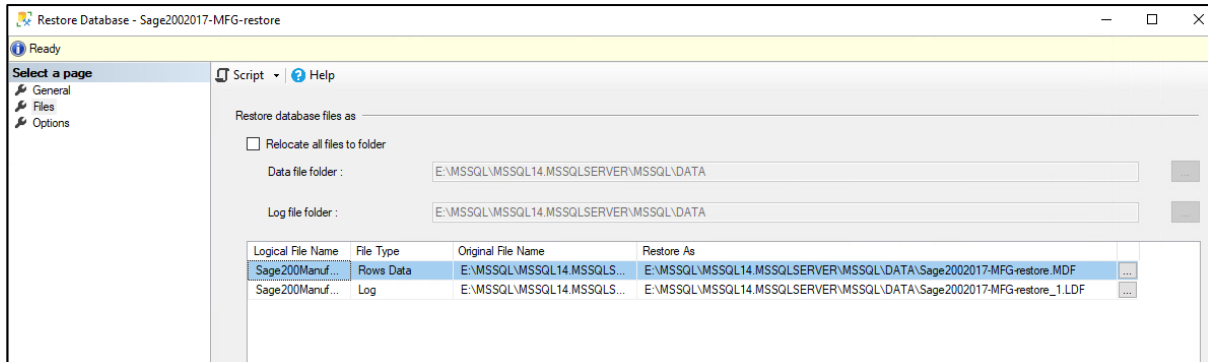 Restore Database - Sage2002017-MFG-restore
Ready
Select a page
General
Files
Options
Script Help
Restore database files as
Relocate all files to folder
Data file folder : E:\MSSQL\MSSQL14.MSSQLSERVER\MSSQL\DATA ...
Log file folder : E:\MSSQL\MSSQL14.MSSQLSERVER\MSSQL\DATA ...
Logical File Name File Type Original File Name Restore As
Sage200Manuf... Rows Data E:\MSSQL\MSSQL14.MSSQLS... E:\MSSQL\MSSQL14.MSSQLSERVER\MSSQL\DATA\Sage2002017-MFG-restore.MDF ...
Sage200Manuf... Log E:\MSSQL\MSSQL14.MSSQLS... E:\MSSQL\MSSQL14.MSSQLSERVER\MSSQL\DATA\Sage2002017-MFG-restore_1.LDF ...